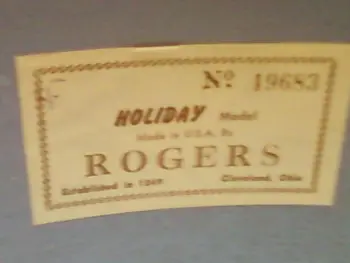 Nº 19683
HOLIDAY Model
Made in U.S.A. By
ROGERS
Established in 1849 Cleveland, Ohio